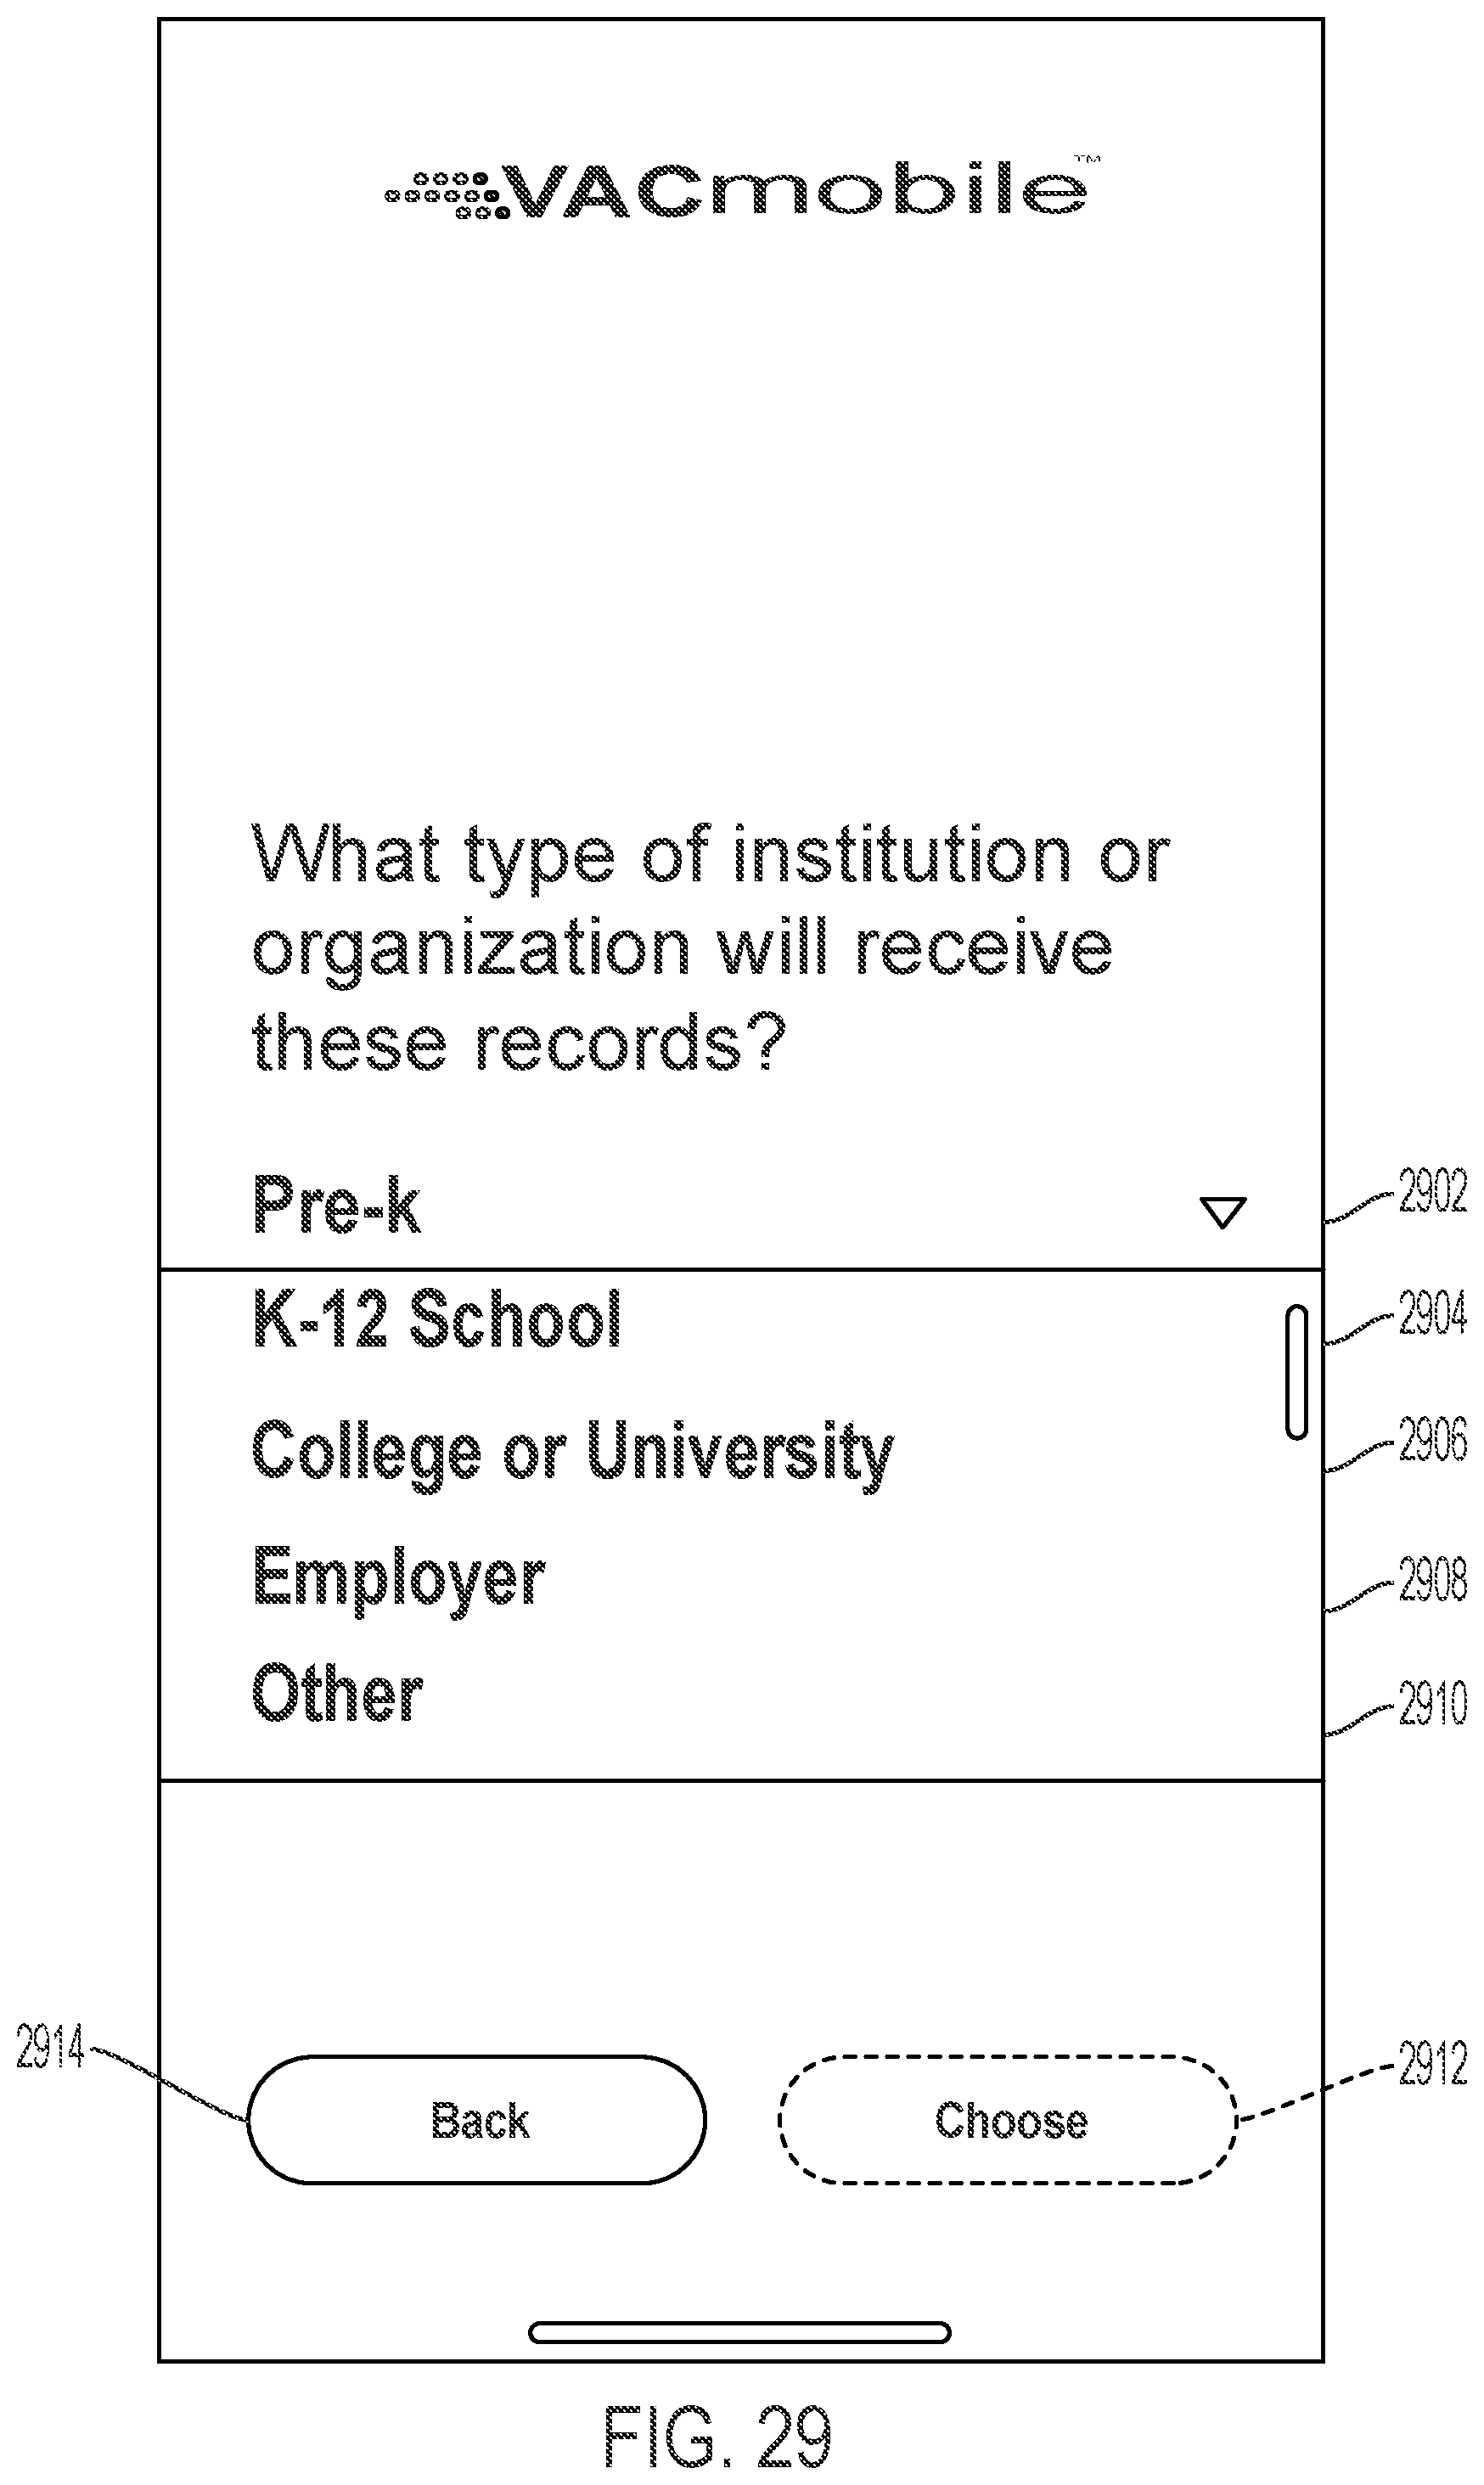 VACmobile™
What type of institution or
organization will receive
these records?
Pre-k
2902
K-12 School
2904
College or University
2906
Employer
2908
Other
2910
2914
Back
Choose
2912
FIG. 29